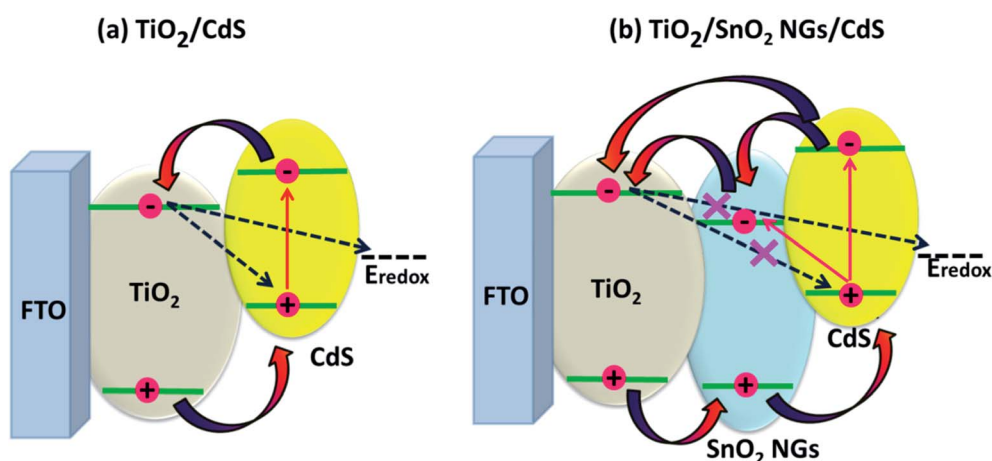 (a) TiO₂/CdS
(b) TiO₂/SnO₂ NGs/CdS
FTO
TiO₂
-
-
+
+
Eredox
CdS
FTO
TiO₂
-
-
-
+
+
+
Eredox
CdS
SnO₂ NGs